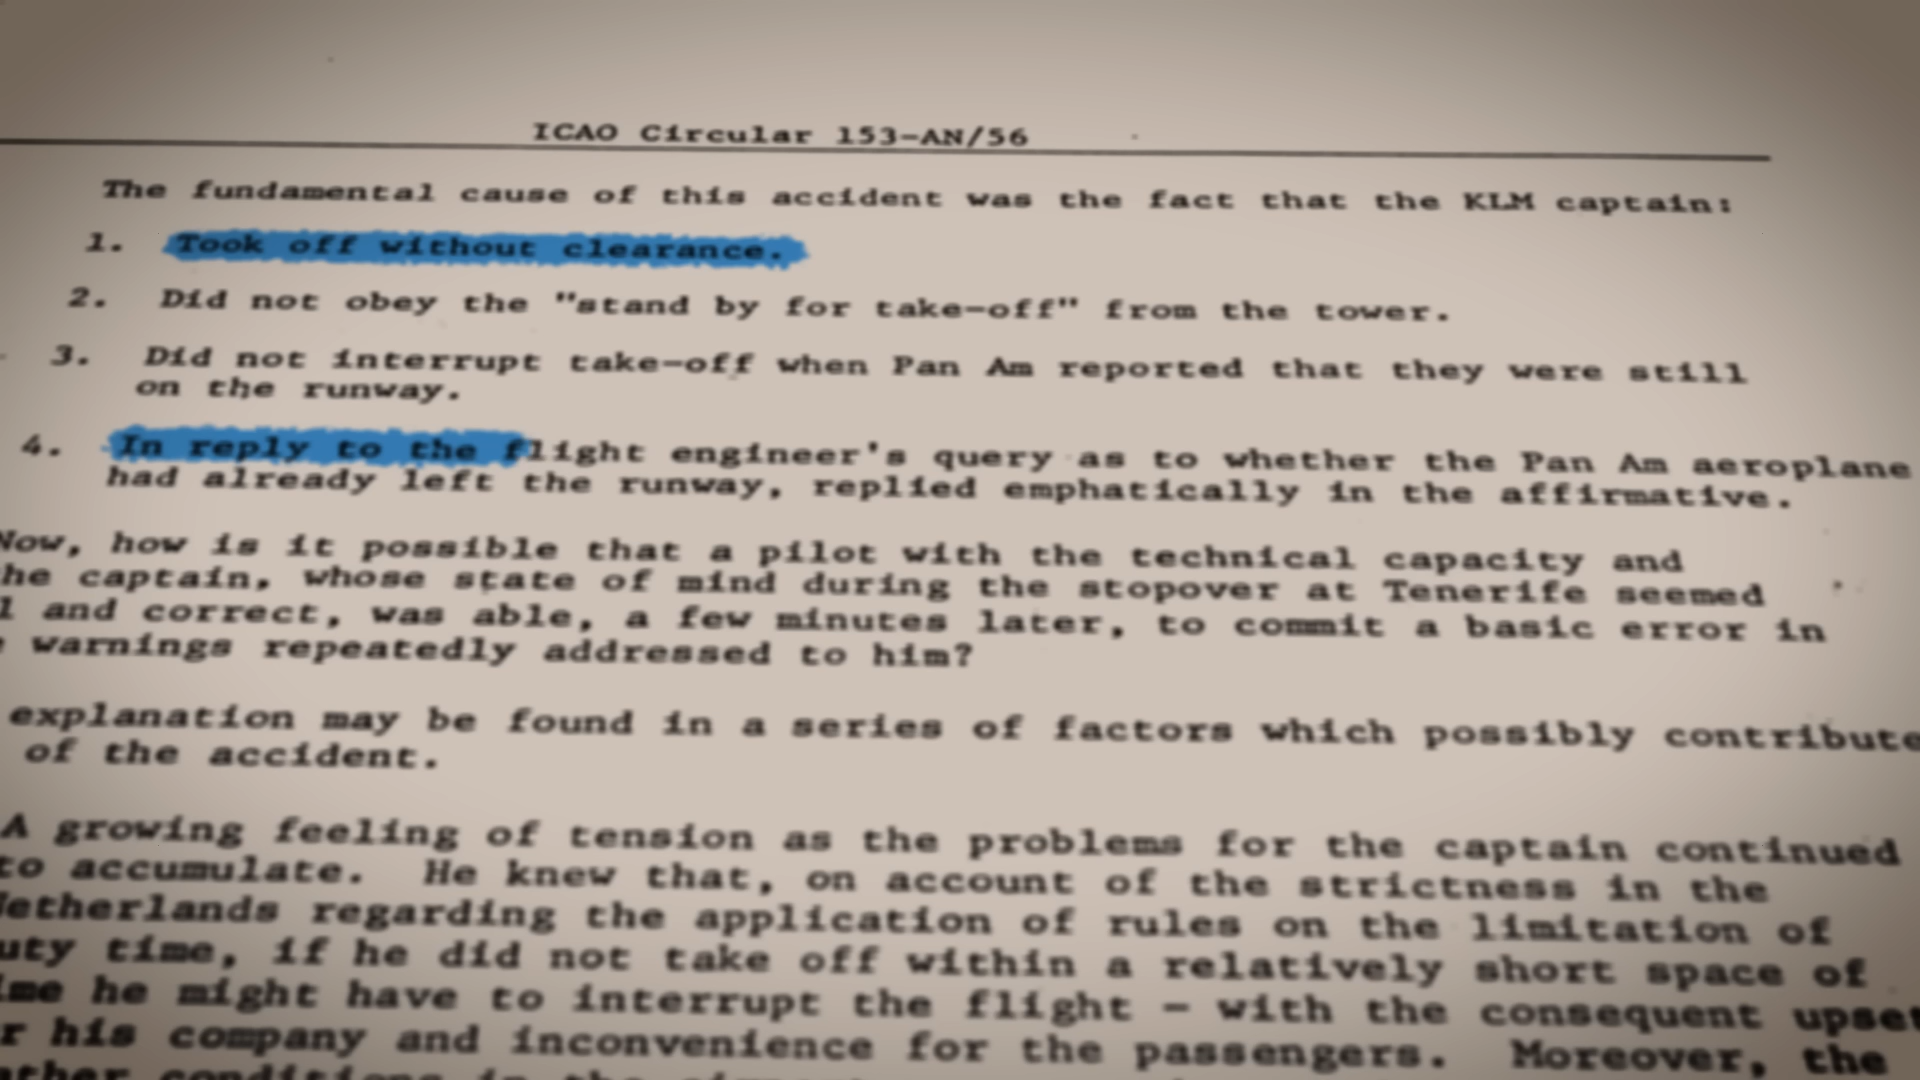 ICAO Circular 153-AN/56
The fundamental cause of this accident was the fact that the KLM captain:
1. Took off without clearance.
2. Did not obey the "stand by for take-off" from the tower.
3. Did not interrupt take-off when Pan Am reported that they were still
on the runway.
4. In reply to the flight engineer's query as to whether the Pan Am aeroplane
had already left the runway, replied emphatically in the affirmative.
Now, how is it possible that a pilot with the technical capacity and
he captain, whose state of mind during the stopover at Tenerife seemed
l and correct, was able, a few minutes later, to commit a basic error in
warnings repeatedly addressed to him?
explanation may be found in a series of factors which possibly contribute
of the accident.
A growing feeling of tension as the problems for the captain continued
to accumulate. He knew that, on account of the strictness in the
Netherlands regarding the application of rules on the limitation of
uty time, if he did not take off within a relatively short space of
ime he might have to interrupt the flight - with the consequent upset
r his company and inconvenience for the passengers. Moreover, the
ather conditions in the